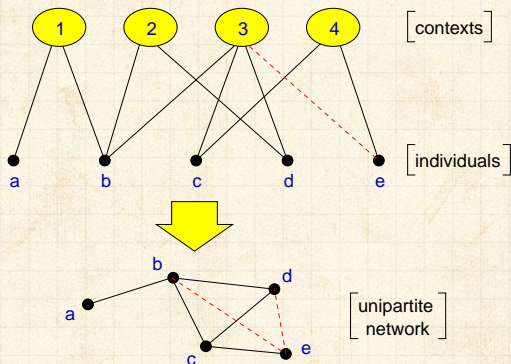 1 2 3 4 [contexts]
a b c d e [individuals]
b d
a
c e
[unipartite
network]